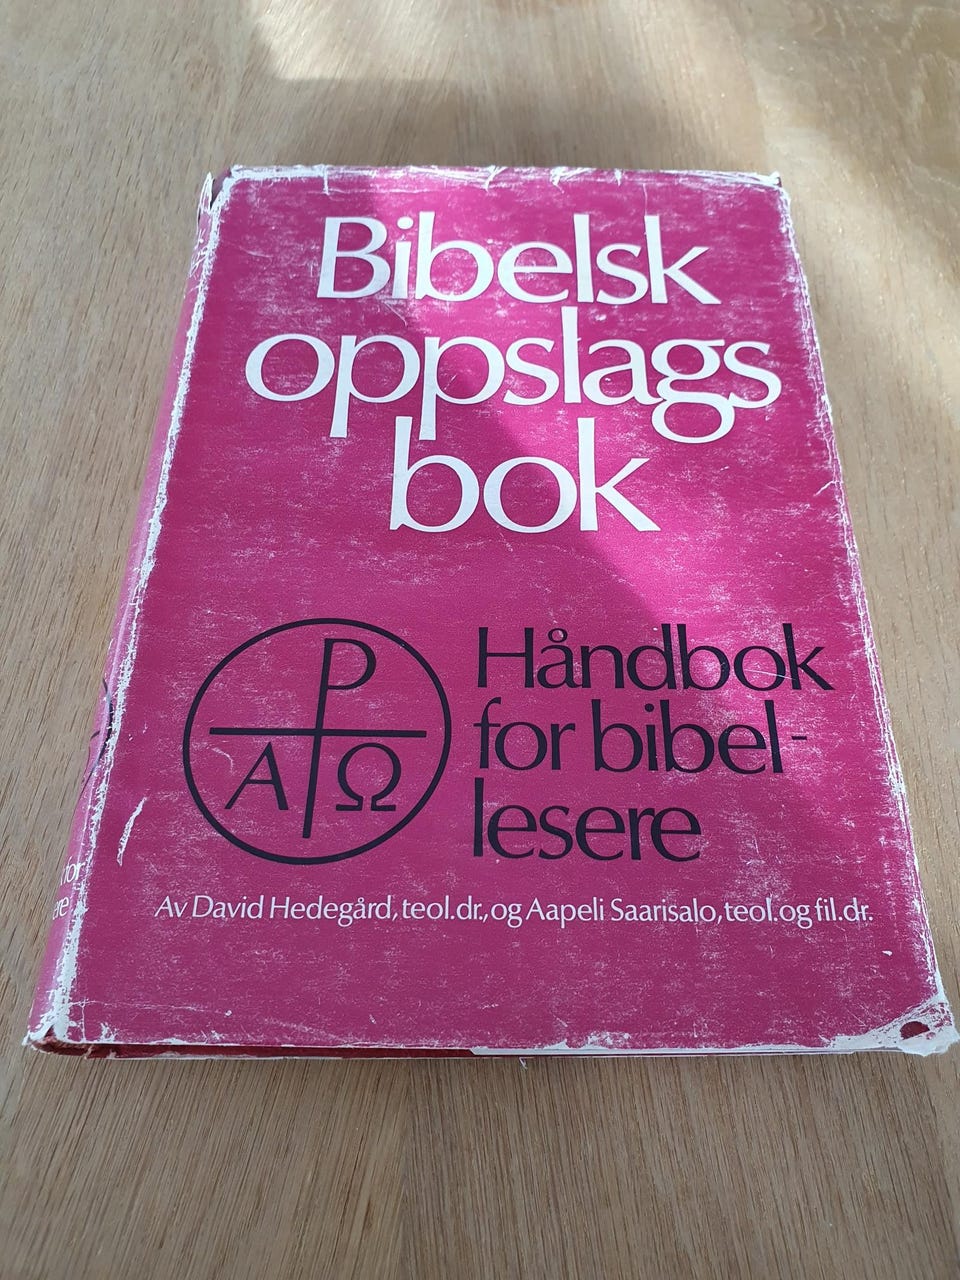 Bibelsk
oppslags
bok
P
A Ω
Håndbok
for bibel-
lesere
Av David Hedegård, teol.dr., og Aapeli Saarisalo, teol. og fil.dr.